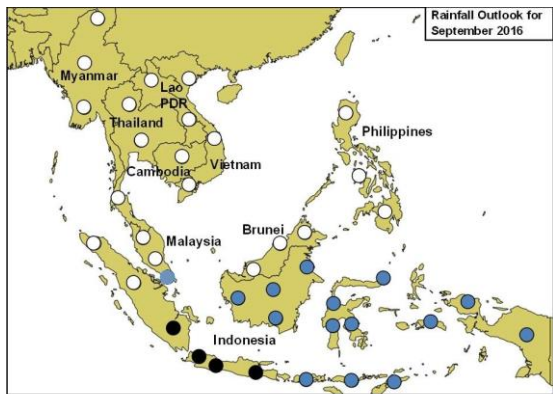 Rainfall Outlook for
September 2016
Myanmar
Lao
PDR
Thailand
Philippines
Cambodia
Vietnam
Brunei
Malaysia
Indonesia